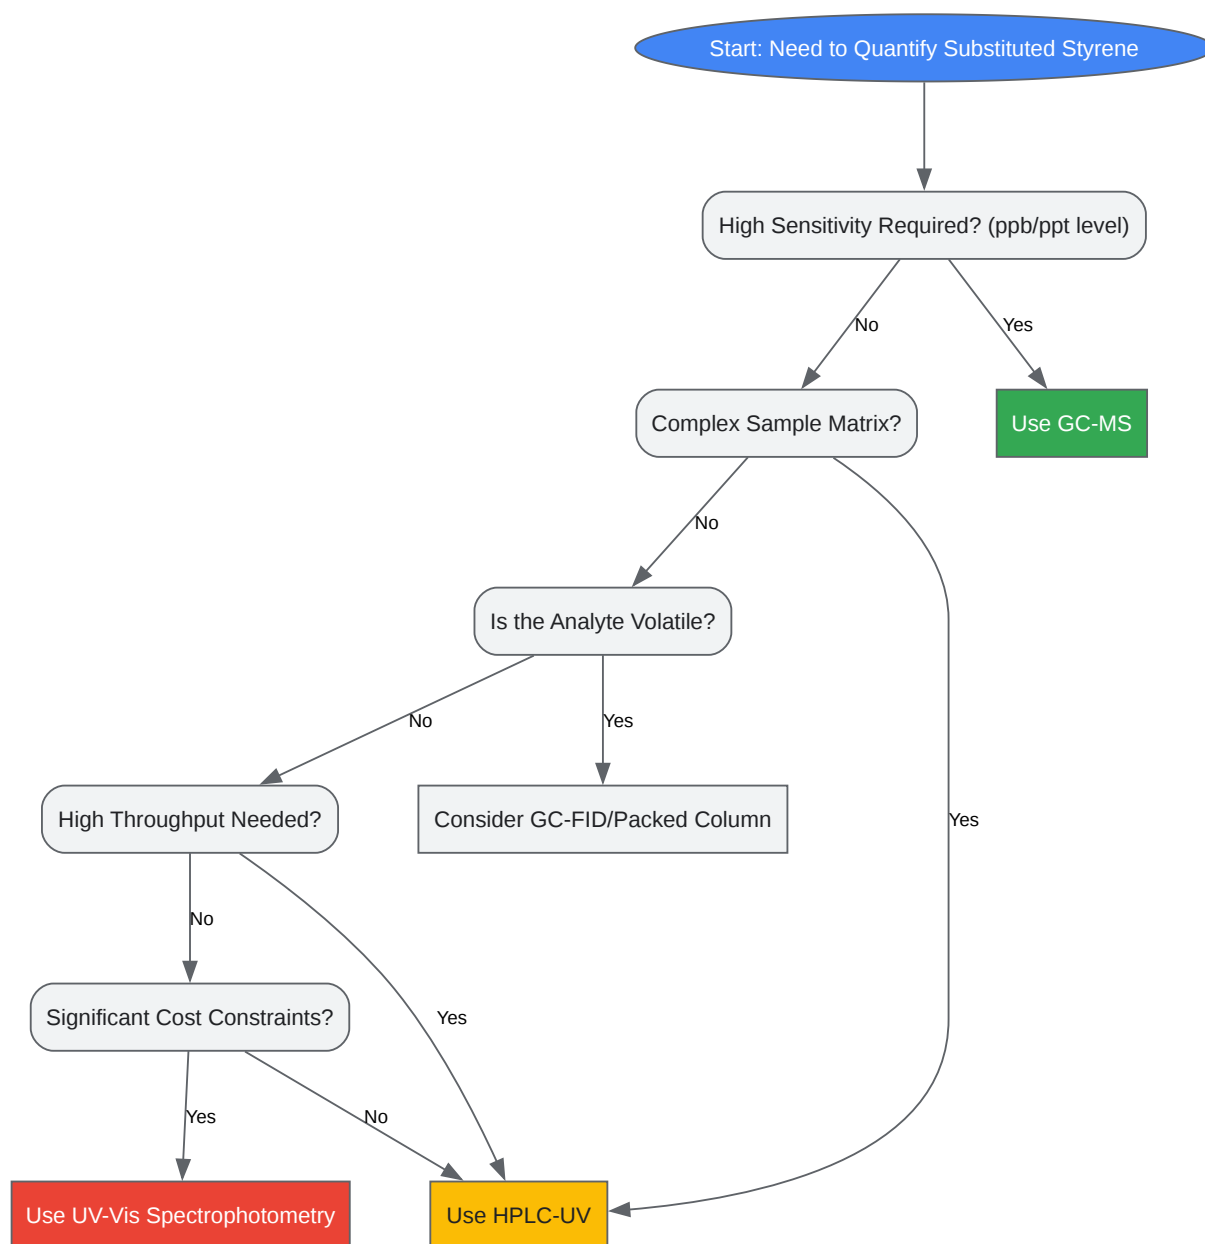 Start: Need to Quantify Substituted Styrene
High Sensitivity Required? (ppb/ppt level)
No
Yes
Complex Sample Matrix?
Use GC-MS
No
Is the Analyte Volatile?
No
Yes
High Throughput Needed?
Consider GC-FID/Packed Column
Yes
No
Significant Cost Constraints?
Yes
Yes
No
Use UV-Vis Spectrophotometry
Use HPLC-UV